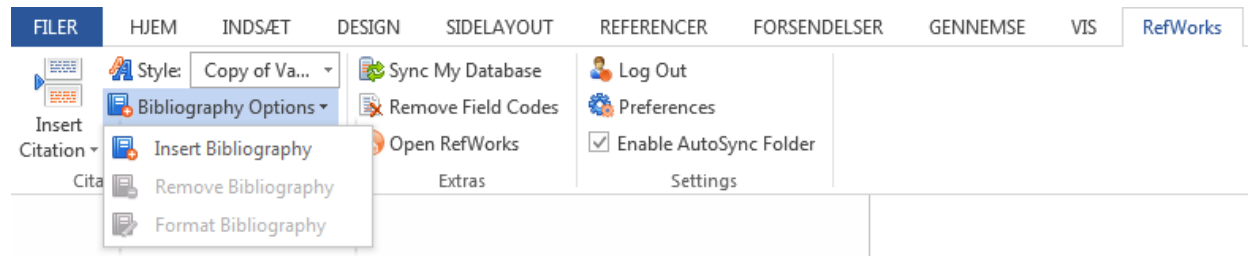 FILER HJEM INDSÆT DESIGN SIDELAYOUT REFERENCER FORSENDELSER GENNEMSE VIS RefWorks
Style: Copy of Va...
Sync My Database
Log Out
Bibliography Options
Remove Field Codes
Preferences
Insert
Citation
Insert Bibliography
Open RefWorks
Enable AutoSync Folder
Cita
Remove Bibliography
Extras
Settings
Format Bibliography